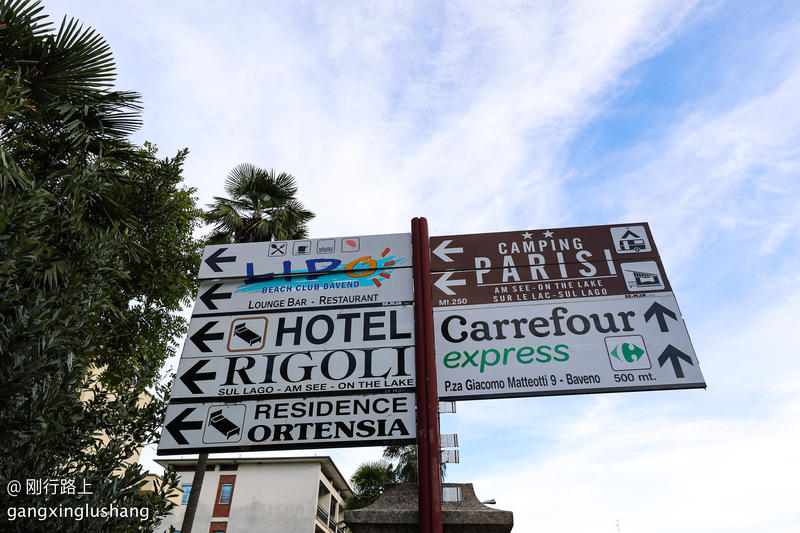 LIDO
BEACH CLUB BAVENO
LOUNGE BAR - RESTAURANT
HOTEL
RIGOLI
SUL LAGO - AM SEE - ON THE LAKE
RESIDENCE
ORTENSIA
CAMPING
PARISI
AM SEE-ON THE LAKE
SUR LE LAC-SUL LAGO
Mt.250
Carrefour
express
P.za Giacomo Matteotti 9 - Baveno
500 mt.
@ 刚行路上
gangxinglushang